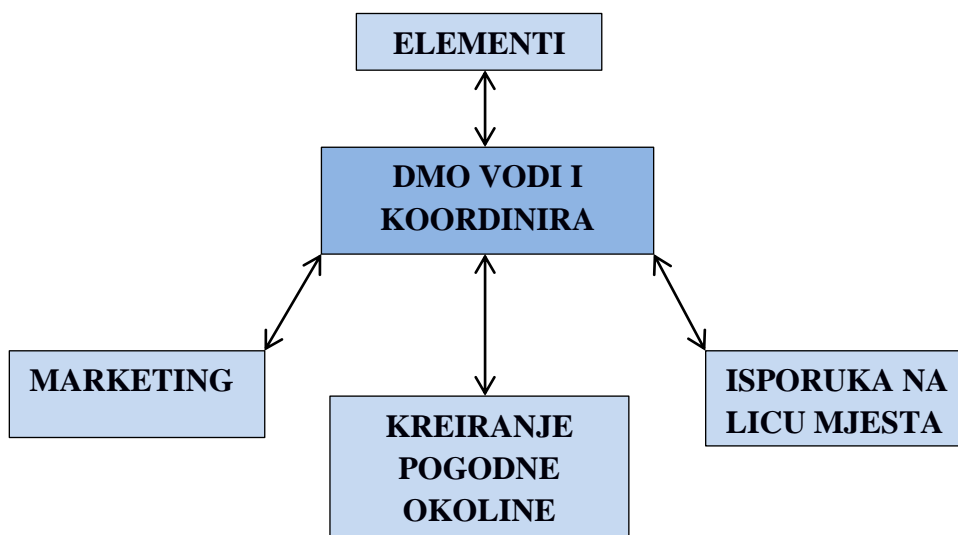 ELEMENTI
DMO VODI I
KOORDINIRA
MARKETING
KREIRANJE
POGODNE
OKOLINE
ISPORUKA NA
LICU MJESTA